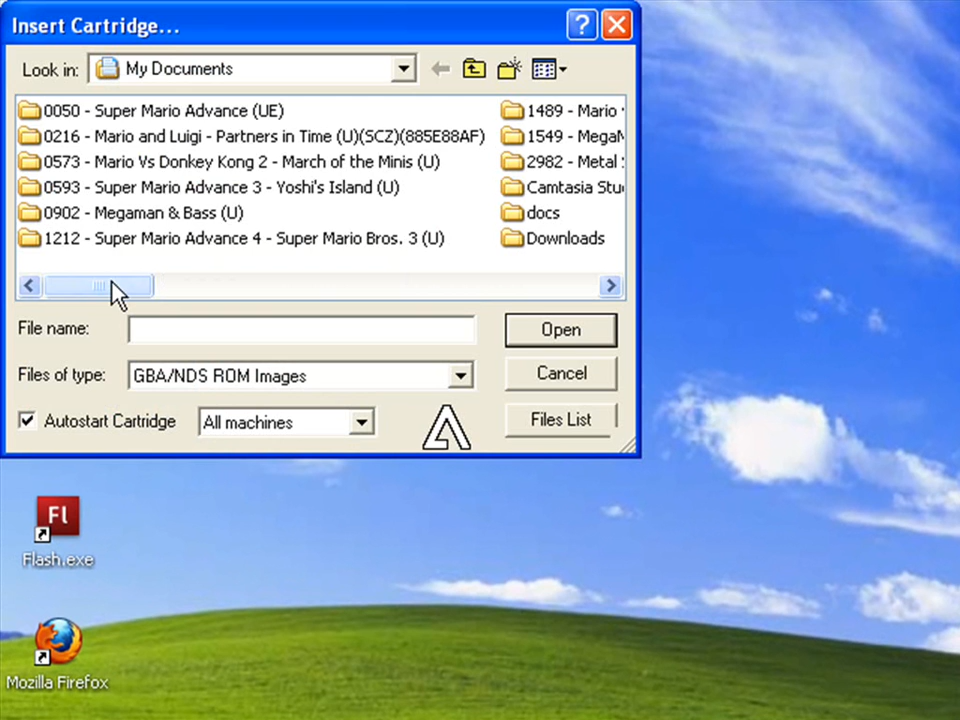 Insert Cartridge...
Look in: My Documents
0050 - Super Mario Advance (UE)
0216 - Mario and Luigi - Partners in Time (U)(SCZ)(885E88AF)
0573 - Mario Vs Donkey Kong 2 - March of the Minis (U)
0593 - Super Mario Advance 3 - Yoshi's Island (U)
0902 - Megaman & Bass (U)
1212 - Super Mario Advance 4 - Super Mario Bros. 3 (U)
1489 - Mario
1549 - Mega
2982 - Metal
Camtasia
docs
Downloads
File name:
Open
Files of type: GBA/NDS ROM Images
Cancel
Autostart Cartridge
All machines
Files List
Fl
Flash.exe
Mozilla Firefox